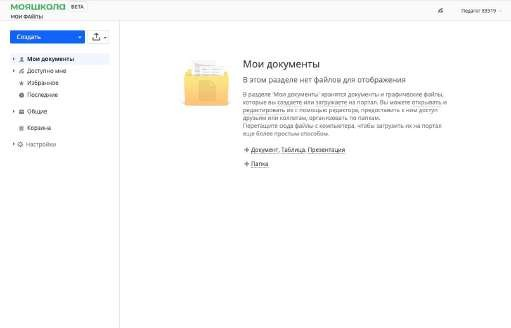 МОЯШКОЛА BETA
МОИ ФАЙЛЫ
Педагог 83519
Создать
Мои документы
Доступно мне
Избранное
Последние
Общие
Корзина
Настройки
Мои документы
В этом разделе нет файлов для отображения
В разделе 'Мои документы' хранятся документы и графические файлы,
которые вы создаете или загружаете на портал. Вы можете открывать и
редактировать их с помощью редактора, предоставить к ним доступ
друзьям или коллегам, организовать по папкам.
Перетащите сюда файлы с компьютера, чтобы загрузить их на портал
еще более простым способом.
Документ, Таблица, Презентация
Папка